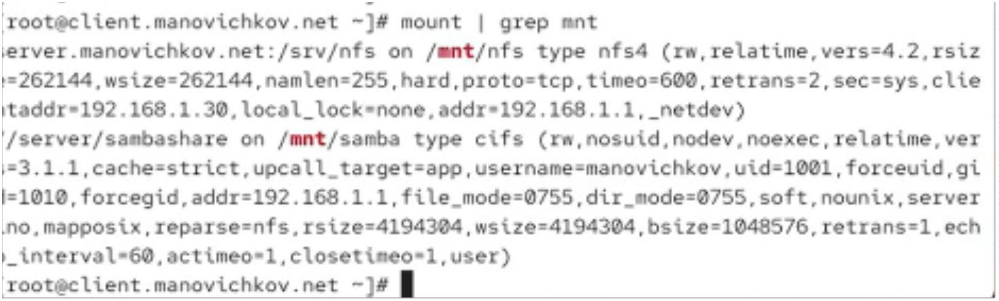 [root@client.manovichkov.net ~]# mount | grep mnt
server.manovichkov.net:/srv/nfs on /mnt/nfs type nfs4 (rw,relatime,vers=4.2,rsiz
e=262144,wsize=262144,namlen=255,hard,proto=tcp,timeo=600,retrans=2,sec=sys,clie
ntaddr=192.168.1.30,local_lock=none,addr=192.168.1.1,_netdev)
//server/sambashare on /mnt/samba type cifs (rw,nosuid,nodev,noexec,relatime,ver
s=3.1.1,cache=strict,upcall_target=app,username=manovichkov,uid=1001,forceuid,gi
d=1010,forcegid,addr=192.168.1.1,file_mode=0755,dir_mode=0755,soft,nounix,server
ino,mapposix,reparse=nfs,rsize=4194304,wsize=4194304,bsize=1048576,retrans=1,ech
o_interval=60,actimeo=1,closetimeo=1,user)
[root@client.manovichkov.net ~]#